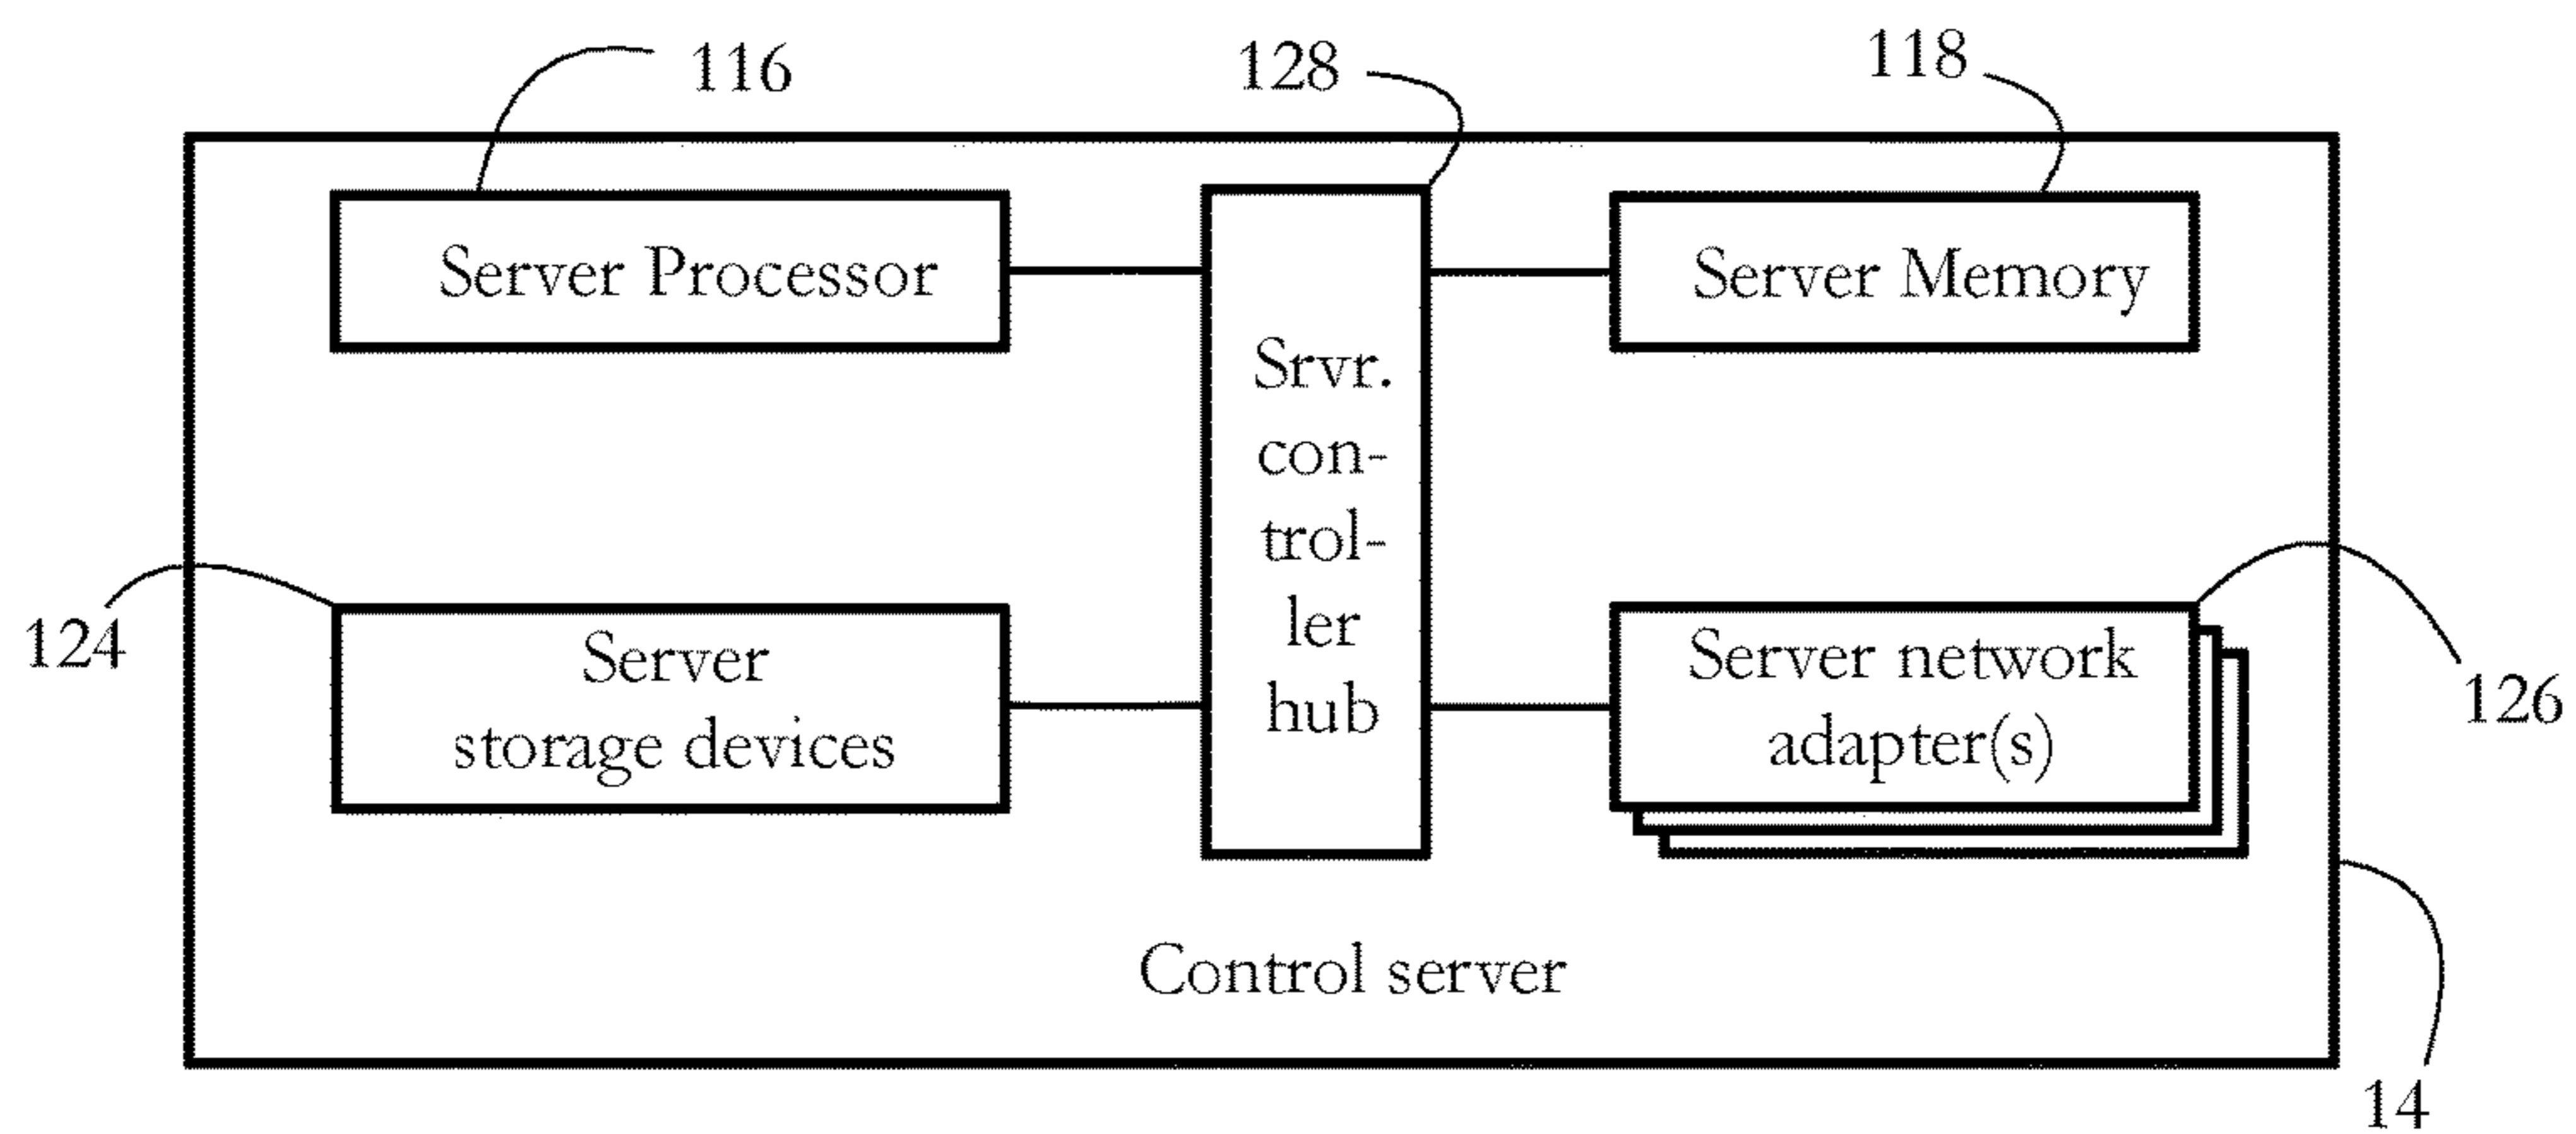 116
128
118
Server Processor
Server Memory
Srvr.
con-
trol-
ler
hub
124
Server
storage devices
Server network
adapter(s)
126
Control server
14